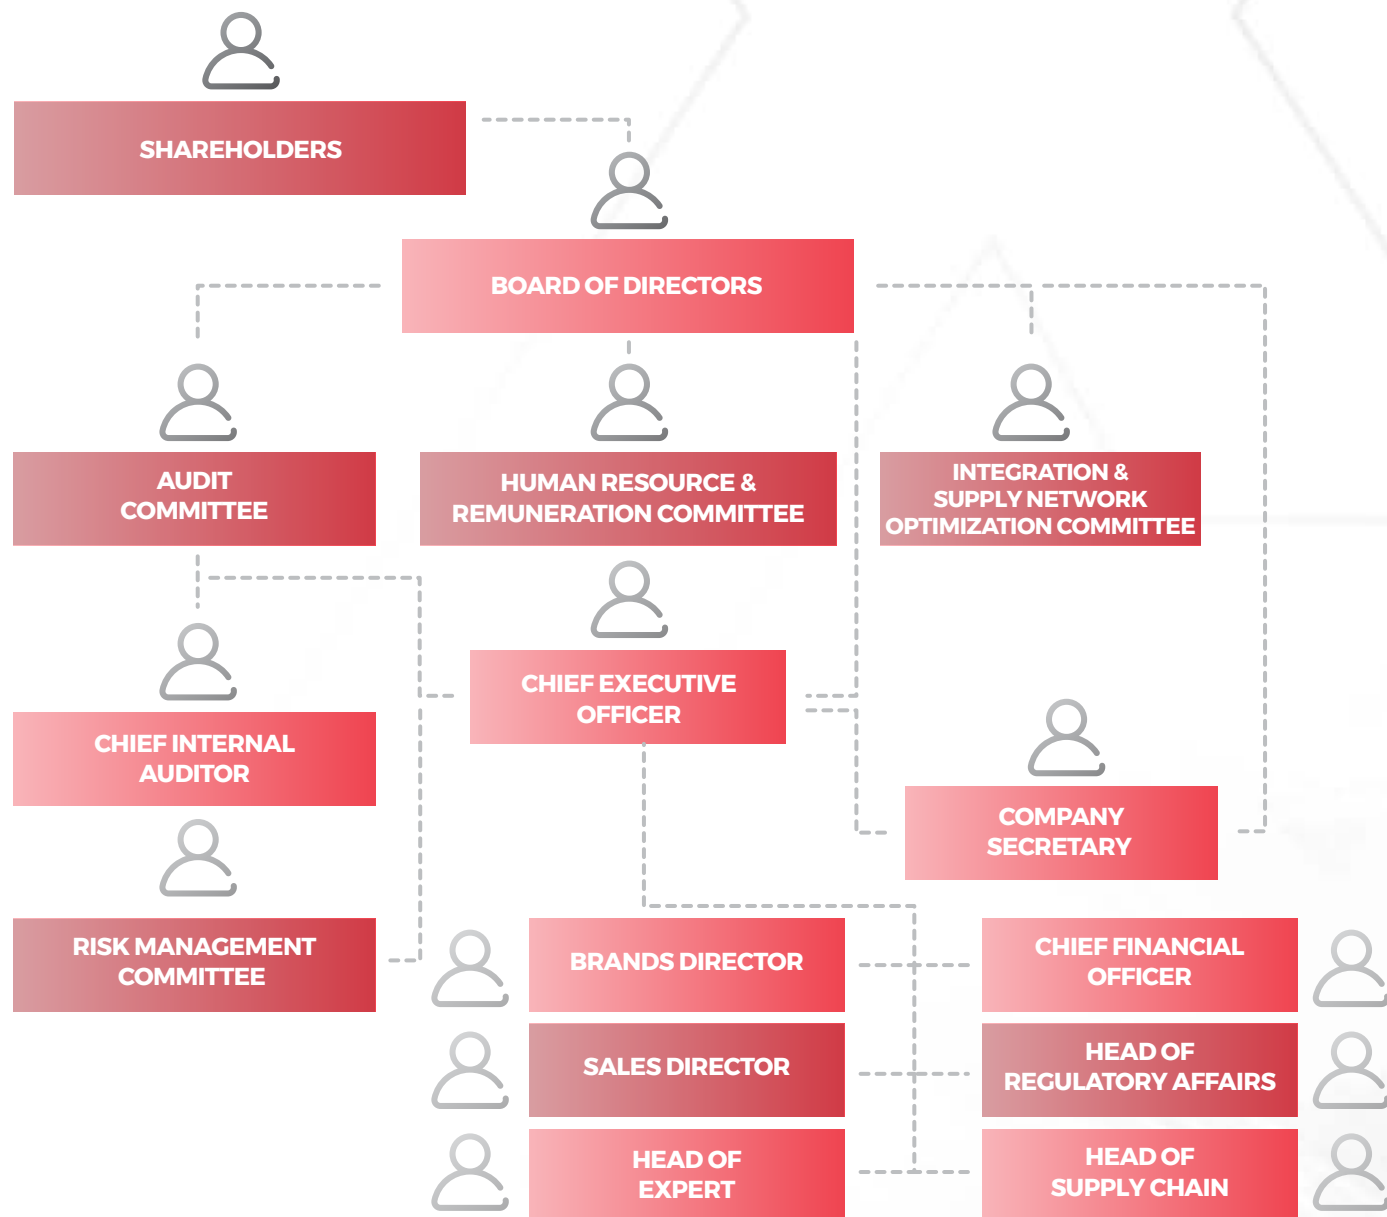 SHAREHOLDERS
BOARD OF DIRECTORS
AUDIT
COMMITTEE
HUMAN RESOURCE &
REMUNERATION COMMITTEE
INTEGRATION &
SUPPLY NETWORK
OPTIMIZATION COMMITTEE
CHIEF EXECUTIVE
OFFICER
CHIEF INTERNAL
AUDITOR
COMPANY
SECRETARY
RISK MANAGEMENT
COMMITTEE
BRANDS DIRECTOR
CHIEF FINANCIAL
OFFICER
SALES DIRECTOR
HEAD OF
REGULATORY AFFAIRS
HEAD OF
EXPERT
HEAD OF
SUPPLY CHAIN